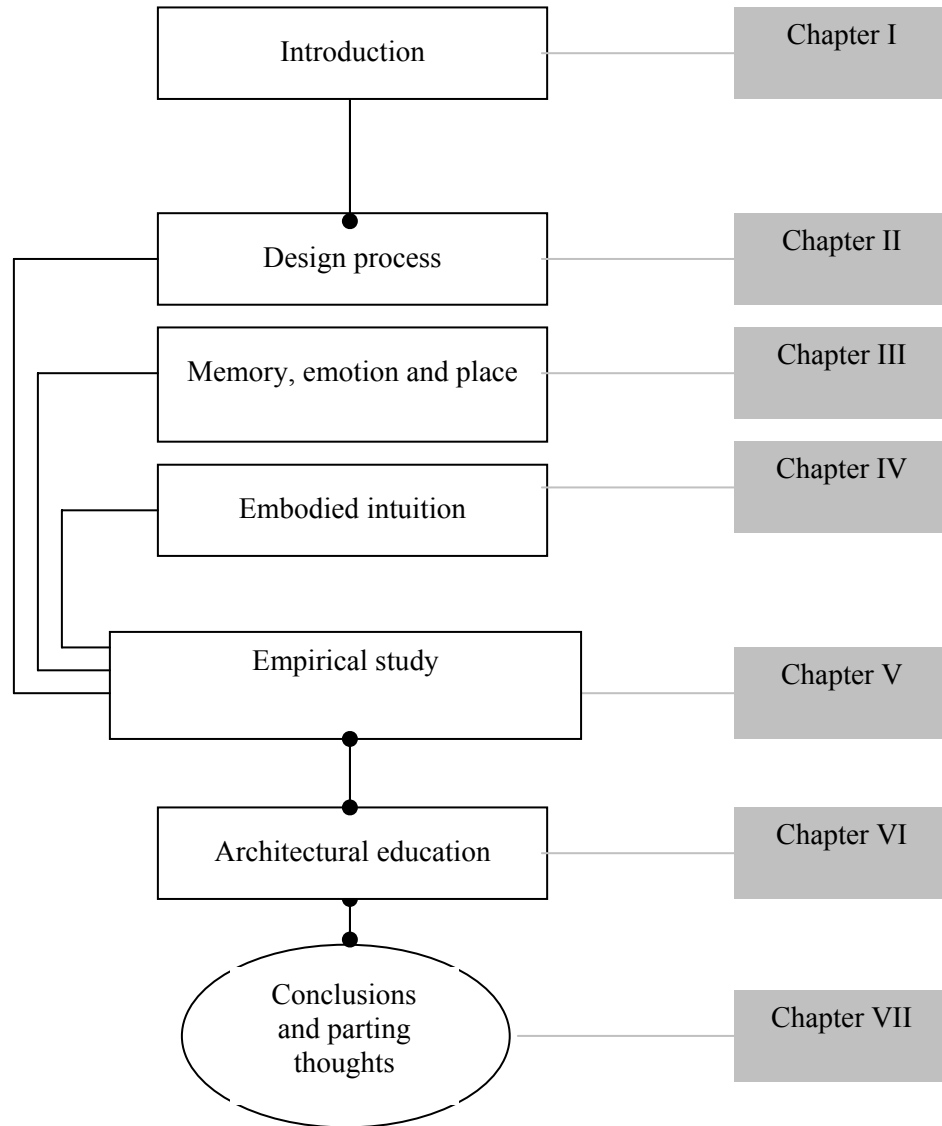 Introduction
Chapter I
Design process
Chapter II
Memory, emotion and place
Chapter III
Embodied intuition
Chapter IV
Empirical study
Chapter V
Architectural education
Chapter VI
Conclusions
and parting
thoughts
Chapter VII